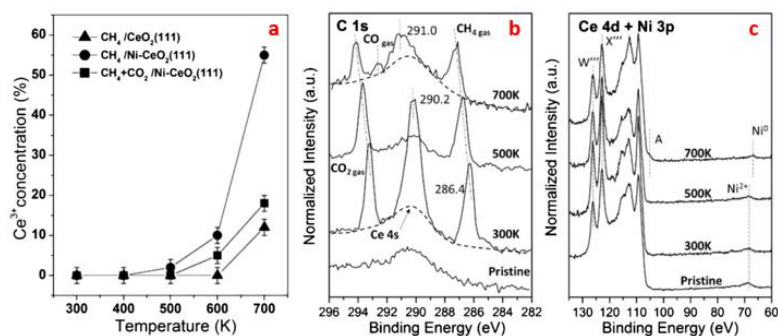 a
CH4 /CeO2(111)
CH4 /Ni-CeO2(111)
CH4+CO2 /Ni-CeO2(111)
Ce3+ concentration (%)
60
50
40
30
20
10
0
300 400 500 600 700
Temperature (K)
C 1s
b
CO gas
291.0
CH4 gas
700K
290.2
500K
CO2 gas
286.4
300K
Ce 4s
Pristine
Normalized Intensity (a.u.)
296 294 292 290 288 286 284 282
Binding Energy (eV)
Ce 4d + Ni 3p
c
X'''
W'''
A
Ni0
700K
500K
Ni2+
300K
Pristine
Normalized Intensity (a.u.)
130 120 110 100 90 80 70 60
Binding Energy (eV)